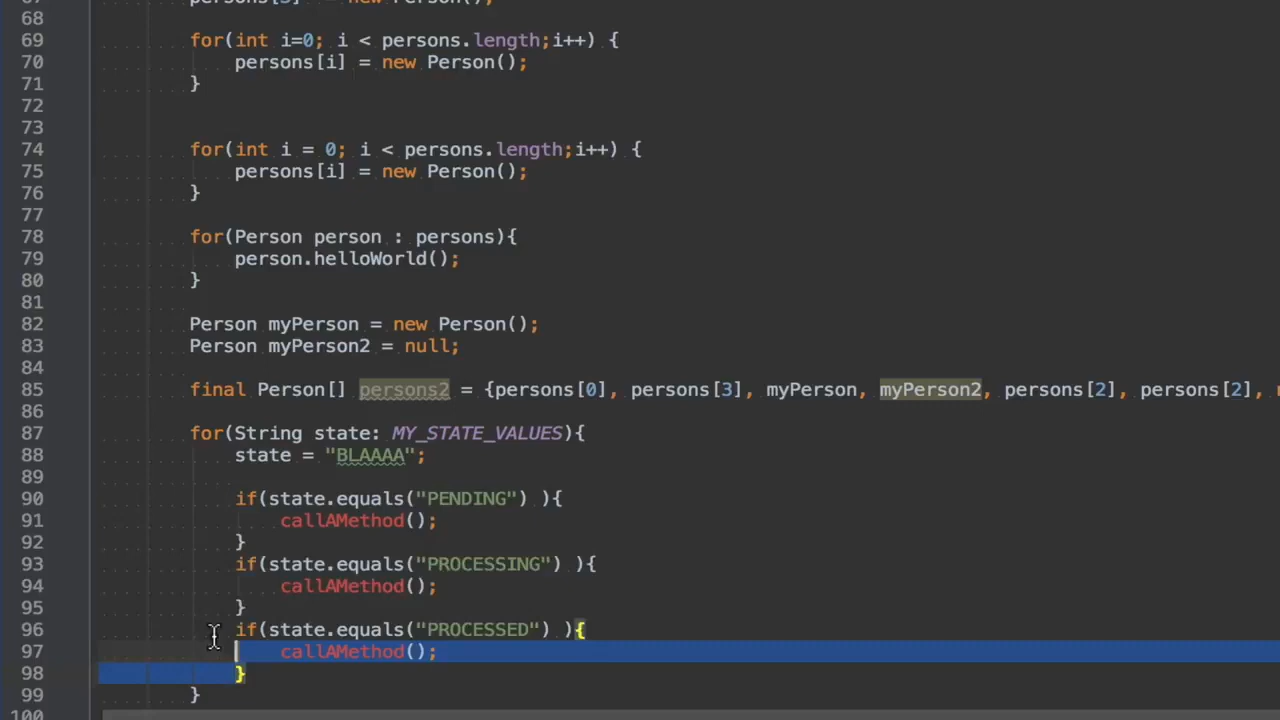 68
69 for(int i=0; i < persons.length;i++) {
70 persons[i] = new Person();
71 }
72
73
74 for(int i = 0; i < persons.length;i++) {
75 persons[i] = new Person();
76 }
77
78 for(Person person : persons){
79 person.helloWorld();
80 }
81
82 Person myPerson = new Person();
83 Person myPerson2 = null;
84
85 final Person[] persons2 = {persons[0], persons[3], myPerson, myPerson2, persons[2], persons[2],
86
87 for(String state: MY_STATE_VALUES){
88 state = "BLAAAA";
89
90 if(state.equals("PENDING") ){
91 callAMethod();
92 }
93 if(state.equals("PROCESSING") ){
94 callAMethod();
95 }
96 if(state.equals("PROCESSED") ){
97 callAMethod();
98 }
99 }
100